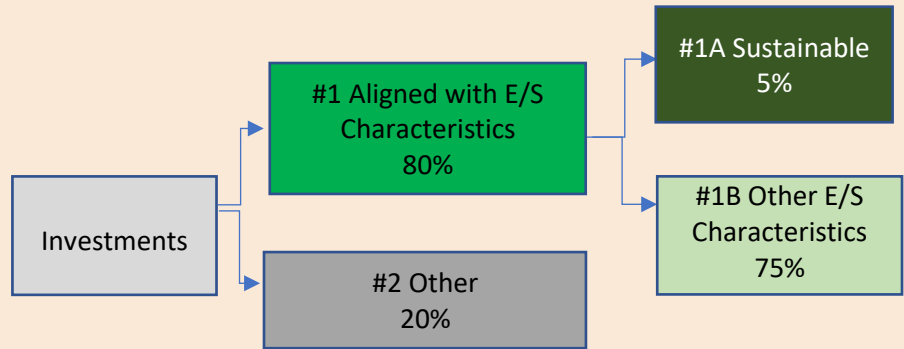 Investments
#1 Aligned with E/S
Characteristics
80%
#2 Other
20%
#1A Sustainable
5%
#1B Other E/S
Characteristics
75%